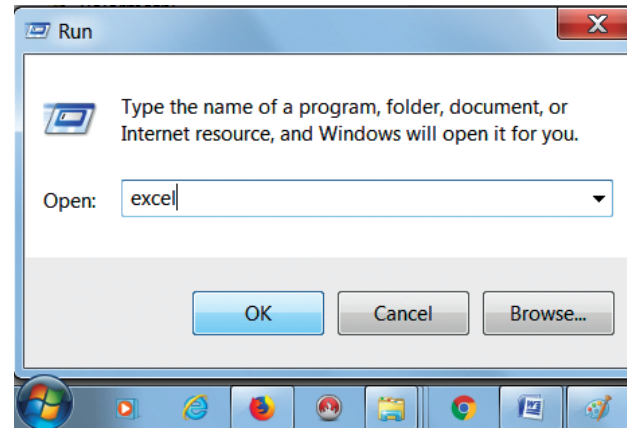 Run
Type the name of a program, folder, document, or
Internet resource, and Windows will open it for you.
Open: excel
OK Cancel Browse...